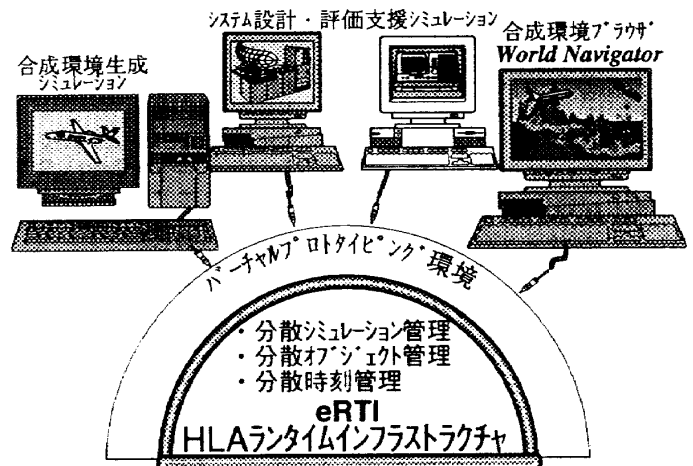 システム設計・評価支援シミュレーション
合成環境生成
シミュレーション
合成環境ブラウザ
World Navigator
バーチャルプロトタイピング環境
・分散シミュレーション管理
・分散オブジェクト管理
・分散時刻管理
eRTI
HLAランタイムインフラストラクチャ